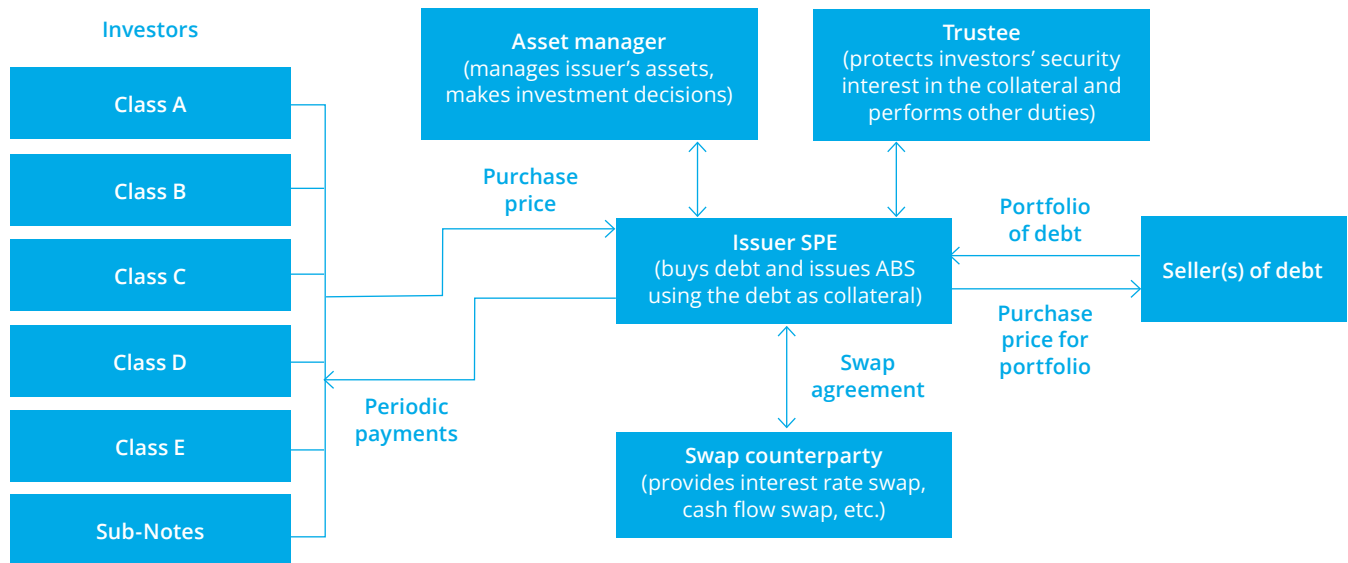 Investors
Class A
Class B
Class C
Class D
Class E
Sub-Notes
Asset manager
(manages issuer’s assets,
makes investment decisions)
Trustee
(protects investors’ security
interest in the collateral and
performs other duties)
Purchase
price
Issuer SPE
(buys debt and issues ABS
using the debt as collateral)
Portfolio
of debt
Seller(s) of debt
Purchase
price for
portfolio
Periodic
payments
Swap
agreement
Swap counterparty
(provides interest rate swap,
cash flow swap, etc.)